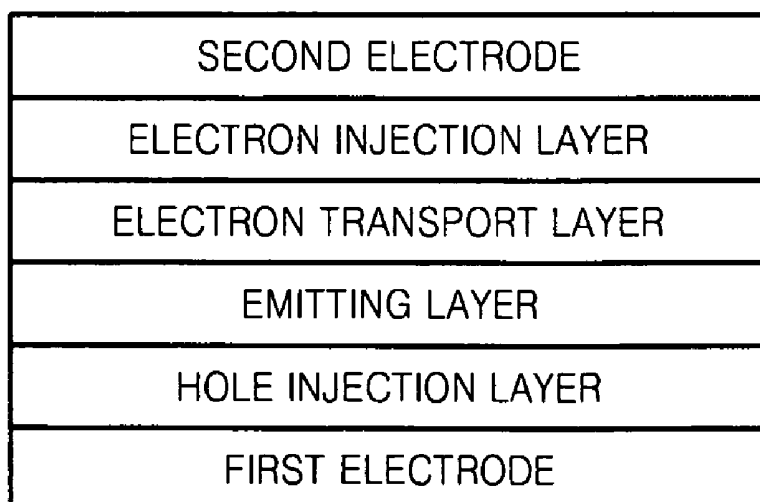 SECOND ELECTRODE
ELECTRON INJECTION LAYER
ELECTRON TRANSPORT LAYER
EMITTING LAYER
HOLE INJECTION LAYER
FIRST ELECTRODE